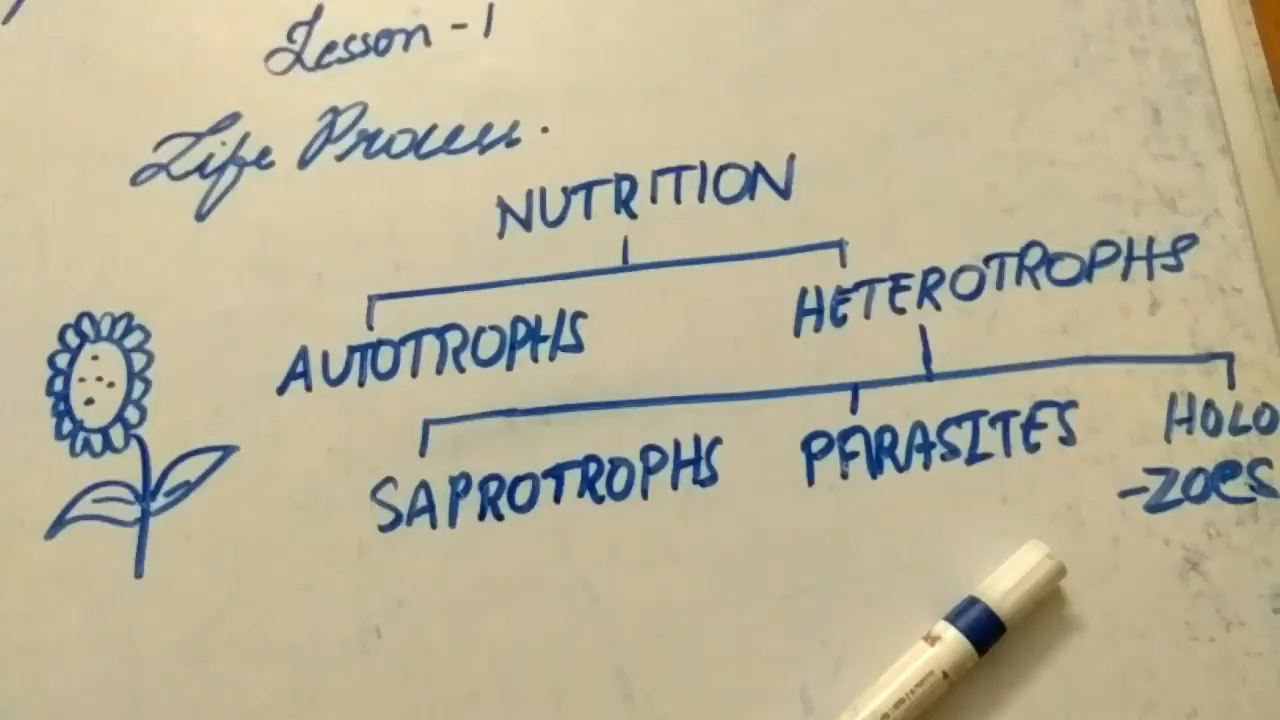 Lesson - 1
Life Process.
NUTRITION
AUTOTROPHS
HETEROTROPHS
SAPROTROPHS
PARASITES
HOLO
-ZOES